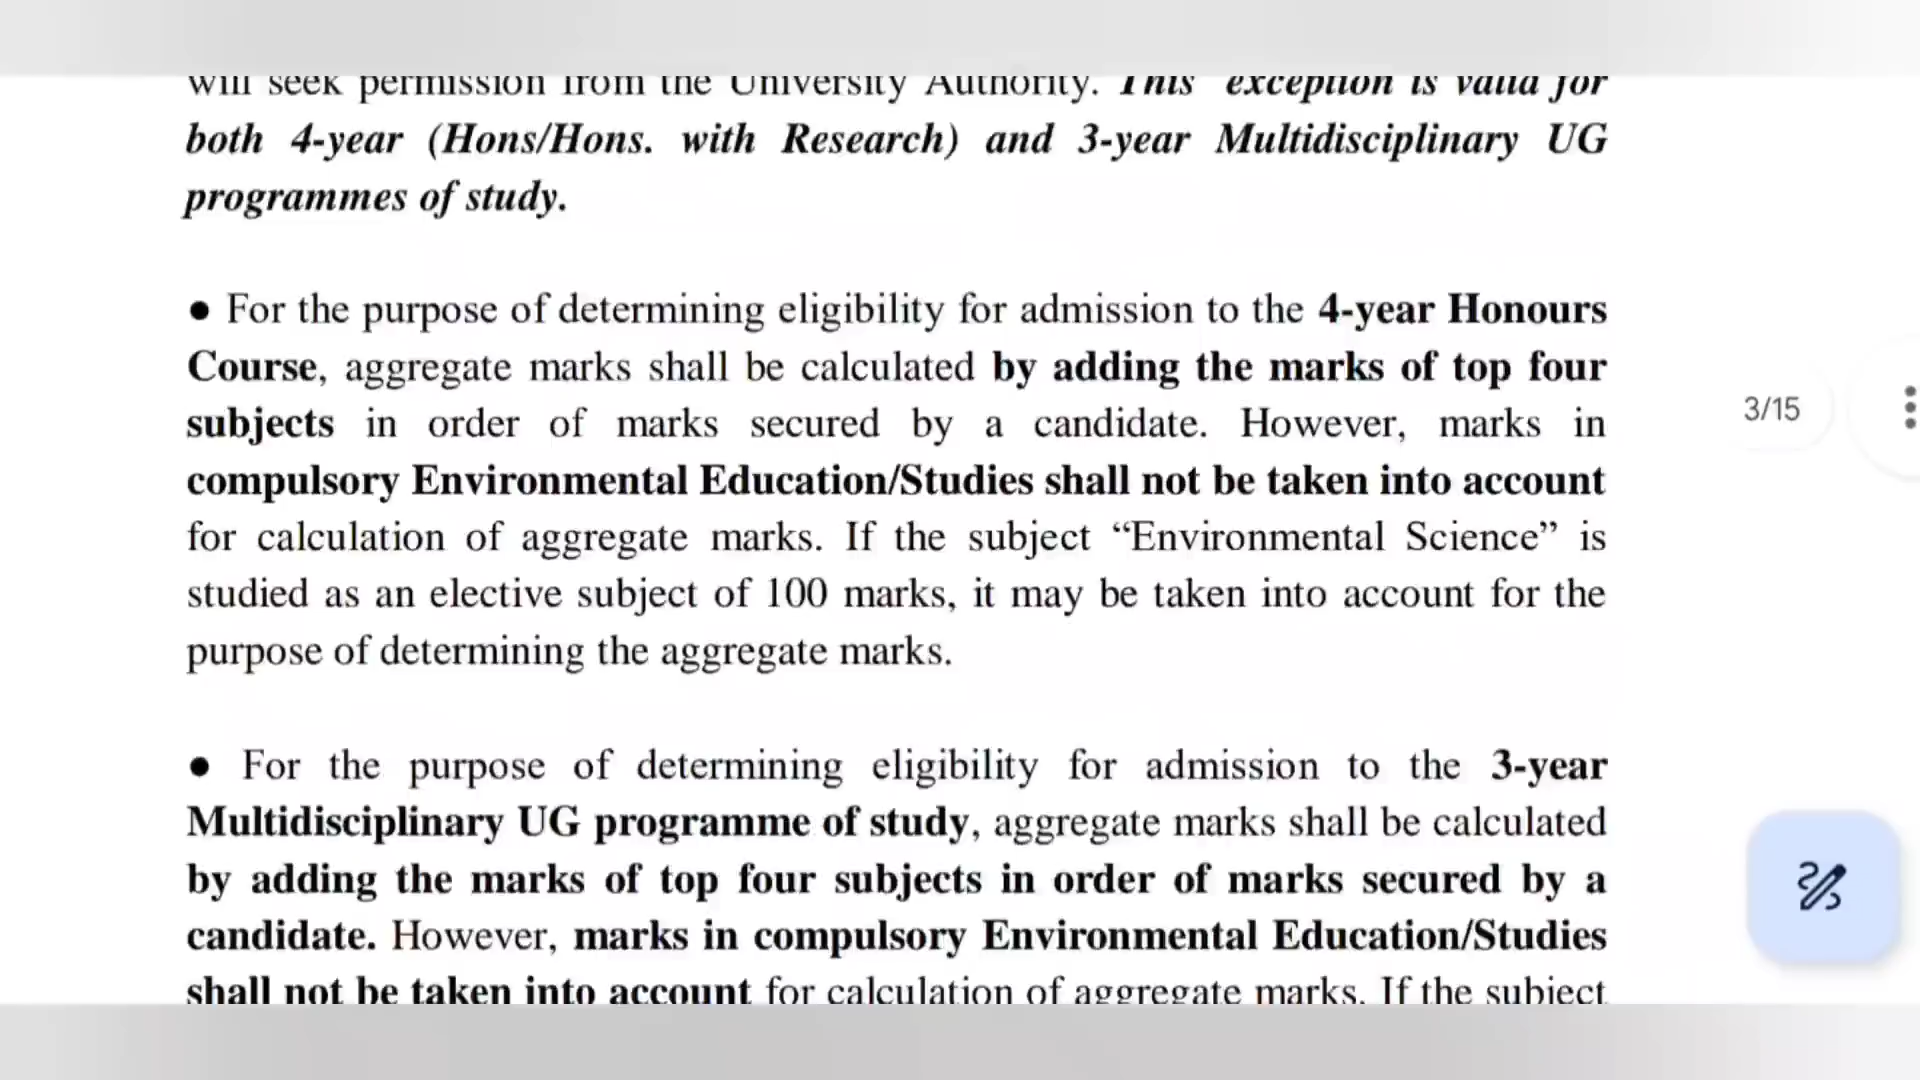 will seek permission from the University Authority. This exception is valid for
both 4-year (Hons/Hons. with Research) and 3-year Multidisciplinary UG
programmes of study.
● For the purpose of determining eligibility for admission to the 4-year Honours
Course, aggregate marks shall be calculated by adding the marks of top four
subjects in order of marks secured by a candidate. However, marks in
compulsory Environmental Education/Studies shall not be taken into account
for calculation of aggregate marks. If the subject “Environmental Science” is
studied as an elective subject of 100 marks, it may be taken into account for the
purpose of determining the aggregate marks.
● For the purpose of determining eligibility for admission to the 3-year
Multidisciplinary UG programme of study, aggregate marks shall be calculated
by adding the marks of top four subjects in order of marks secured by a
candidate. However, marks in compulsory Environmental Education/Studies
shall not be taken into account for calculation of aggregate marks. If the subject
3/15